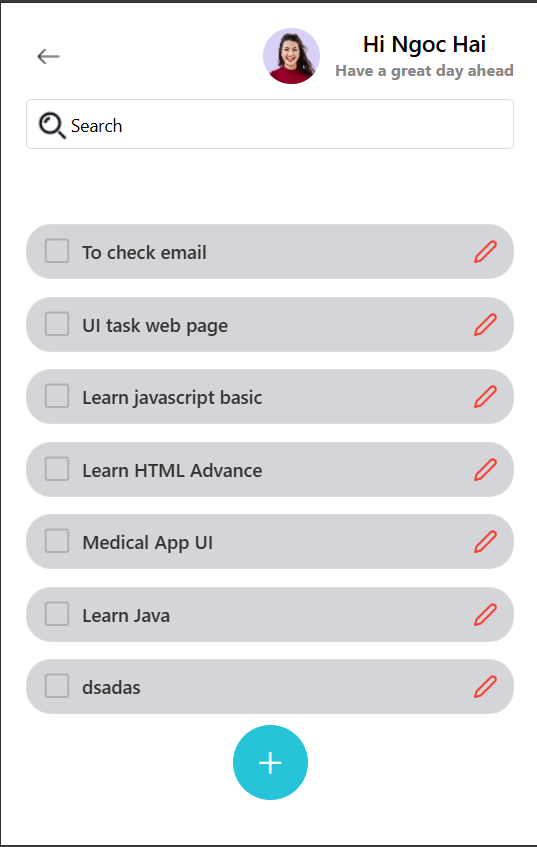 Hi Ngoc Hai
Have a great day ahead
Search
To check email
UI task web page
Learn javascript basic
Learn HTML Advance
Medical App UI
Learn Java
dsadas